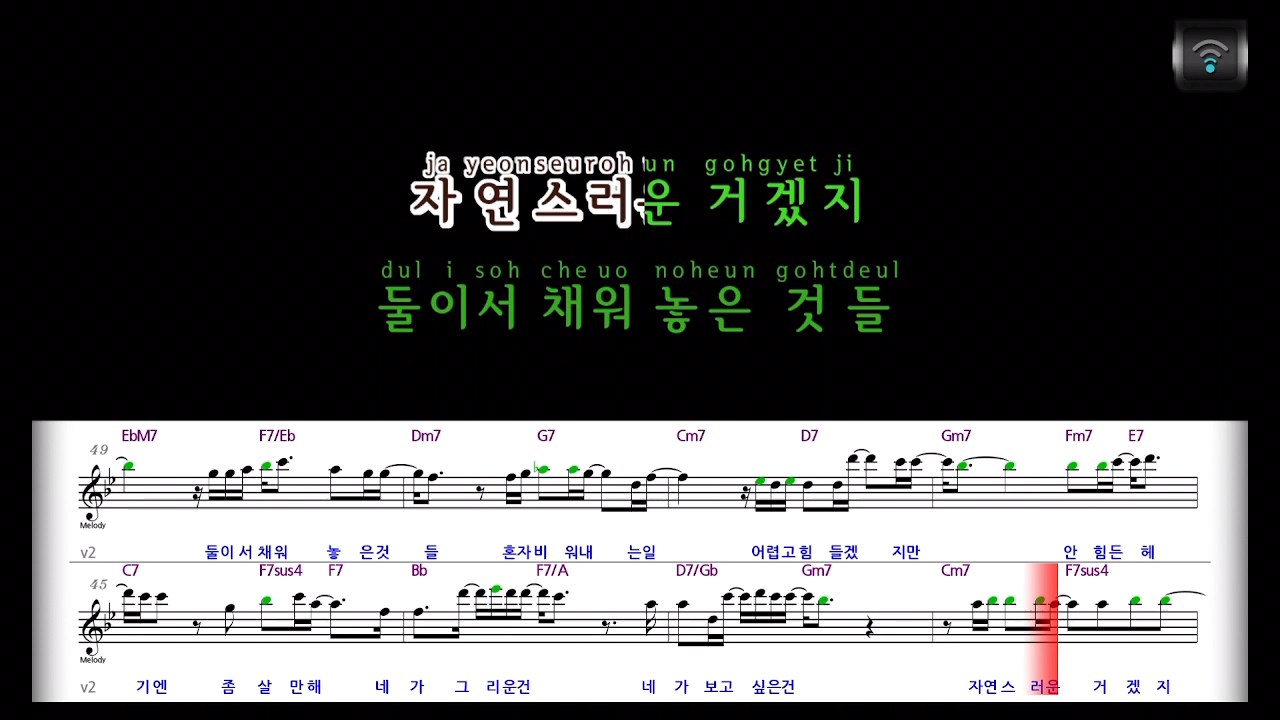 ja yeonseuroh un gohgyet ji
자연스러운 거겠지
dul i soh che uo noheun gohtdeul
둘이서 채워 놓은 것 들
EbM7 F7/Eb Dm7 G7 Cm7 D7 Gm7 Fm7 E7
49
Melody
v2 둘이 서 채워 놓 은것 들 혼자 비 워내 는일 어렵고 힘 들겠 지만 안 힘든 헤
C7 F7sus4 F7 Bb F7/A D7/Gb Gm7 Cm7 F7sus4
45
Melody
v2 기엔 좀 살 만해 네 가 그 리운건 네 가 보고 싶은건 자연스 러운 거 겠 지